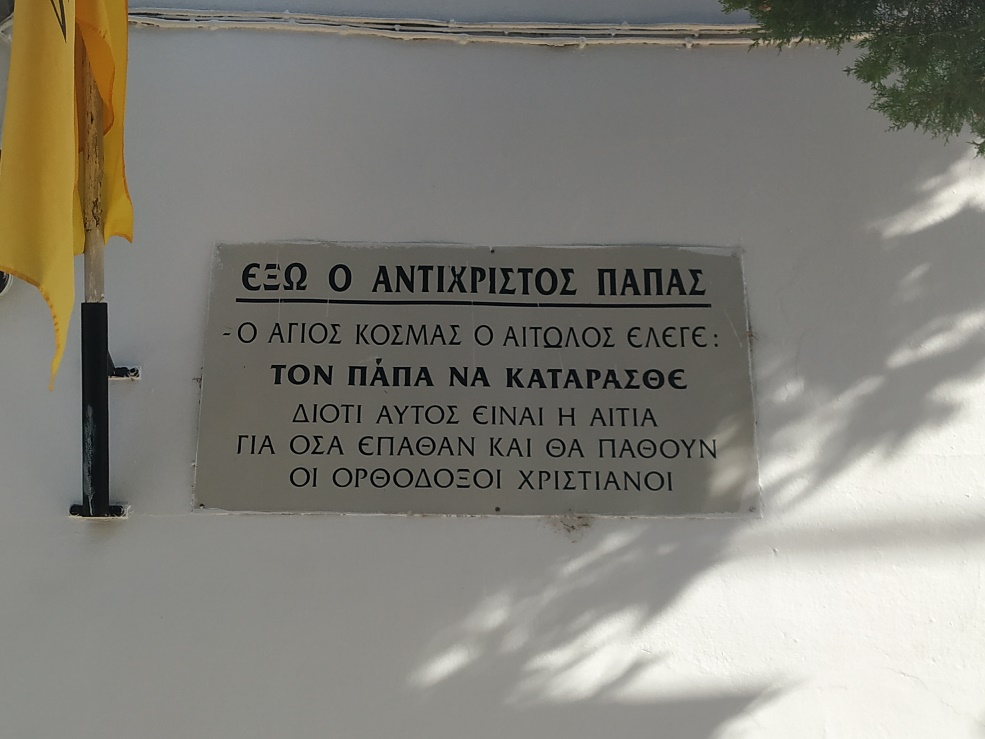 ΕΞΩ Ο ΑΝΤΙΧΡΙΣΤΟΣ ΠΑΠΑΣ
-Ο ΑΓΙΟΣ ΚΟΣΜΑΣ Ο ΑΙΤΩΛΟΣ ΕΛΕΓΕ:
ΤΟΝ ΠΆΠΑ ΝΑ ΚΑΤΑΡΑΣΘΕ
ΔΙΟΤΙ ΑΥΤΟΣ ΕΙΝΑΙ Η ΑΙΤΙΑ
ΓΙΑ ΟΣΑ ΕΠΑΘΑΝ ΚΑΙ ΘΑ ΠΑΘΟΥΝ
ΟΙ ΟΡΘΟΔΟΞΟΙ ΧΡΙΣΤΙΑΝΟΙ